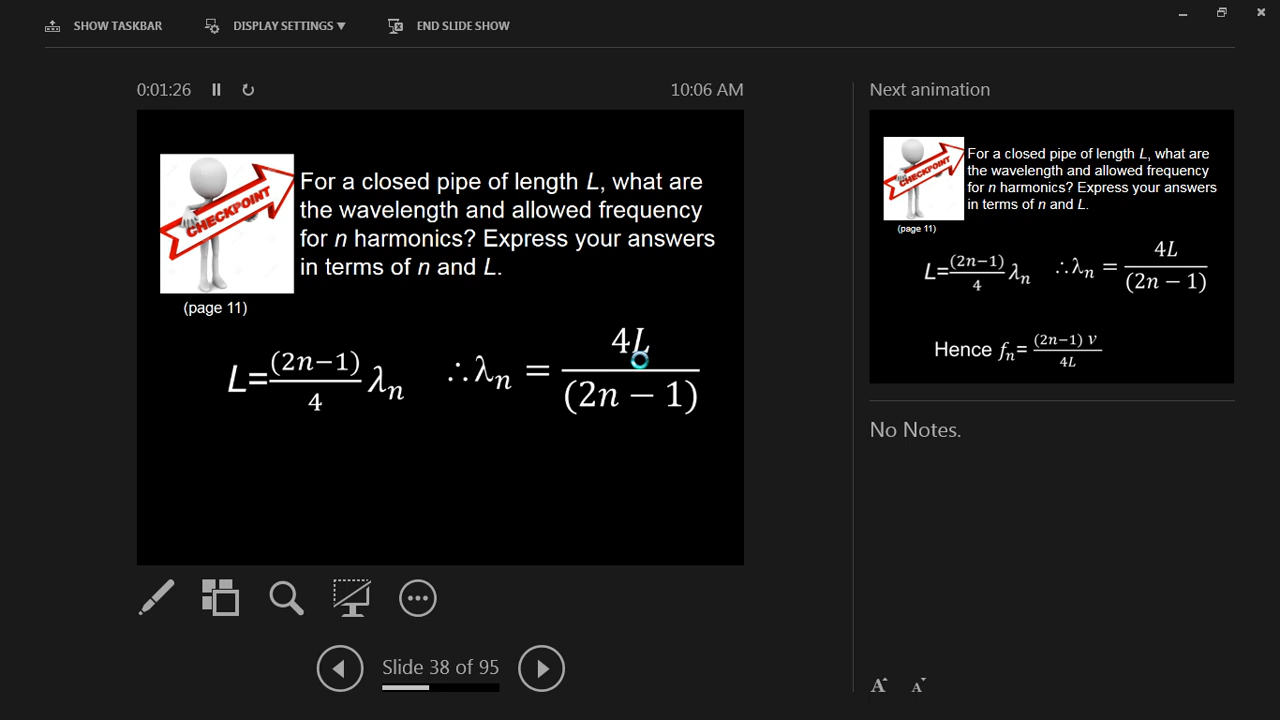 SHOW TASKBAR
DISPLAY SETTINGS ▼
END SLIDE SHOW
0:01:26
10:06 AM
CHECKPOINT
For a closed pipe of length L, what are
the wavelength and allowed frequency
for n harmonics? Express your answers
in terms of n and L.
(page 11)
L=(2n−1)/4 λₙ ∴λₙ = 4L/(2n − 1)
Slide 38 of 95
Next animation
CHECKPOINT
For a closed pipe of length L, what are
the wavelength and allowed frequency
for n harmonics? Express your answers
in terms of n and L.
(page 11)
L=(2n−1)/4 λₙ ∴λₙ = 4L/(2n − 1)
Hence fₙ= (2n−1) v/4L
No Notes.
A A